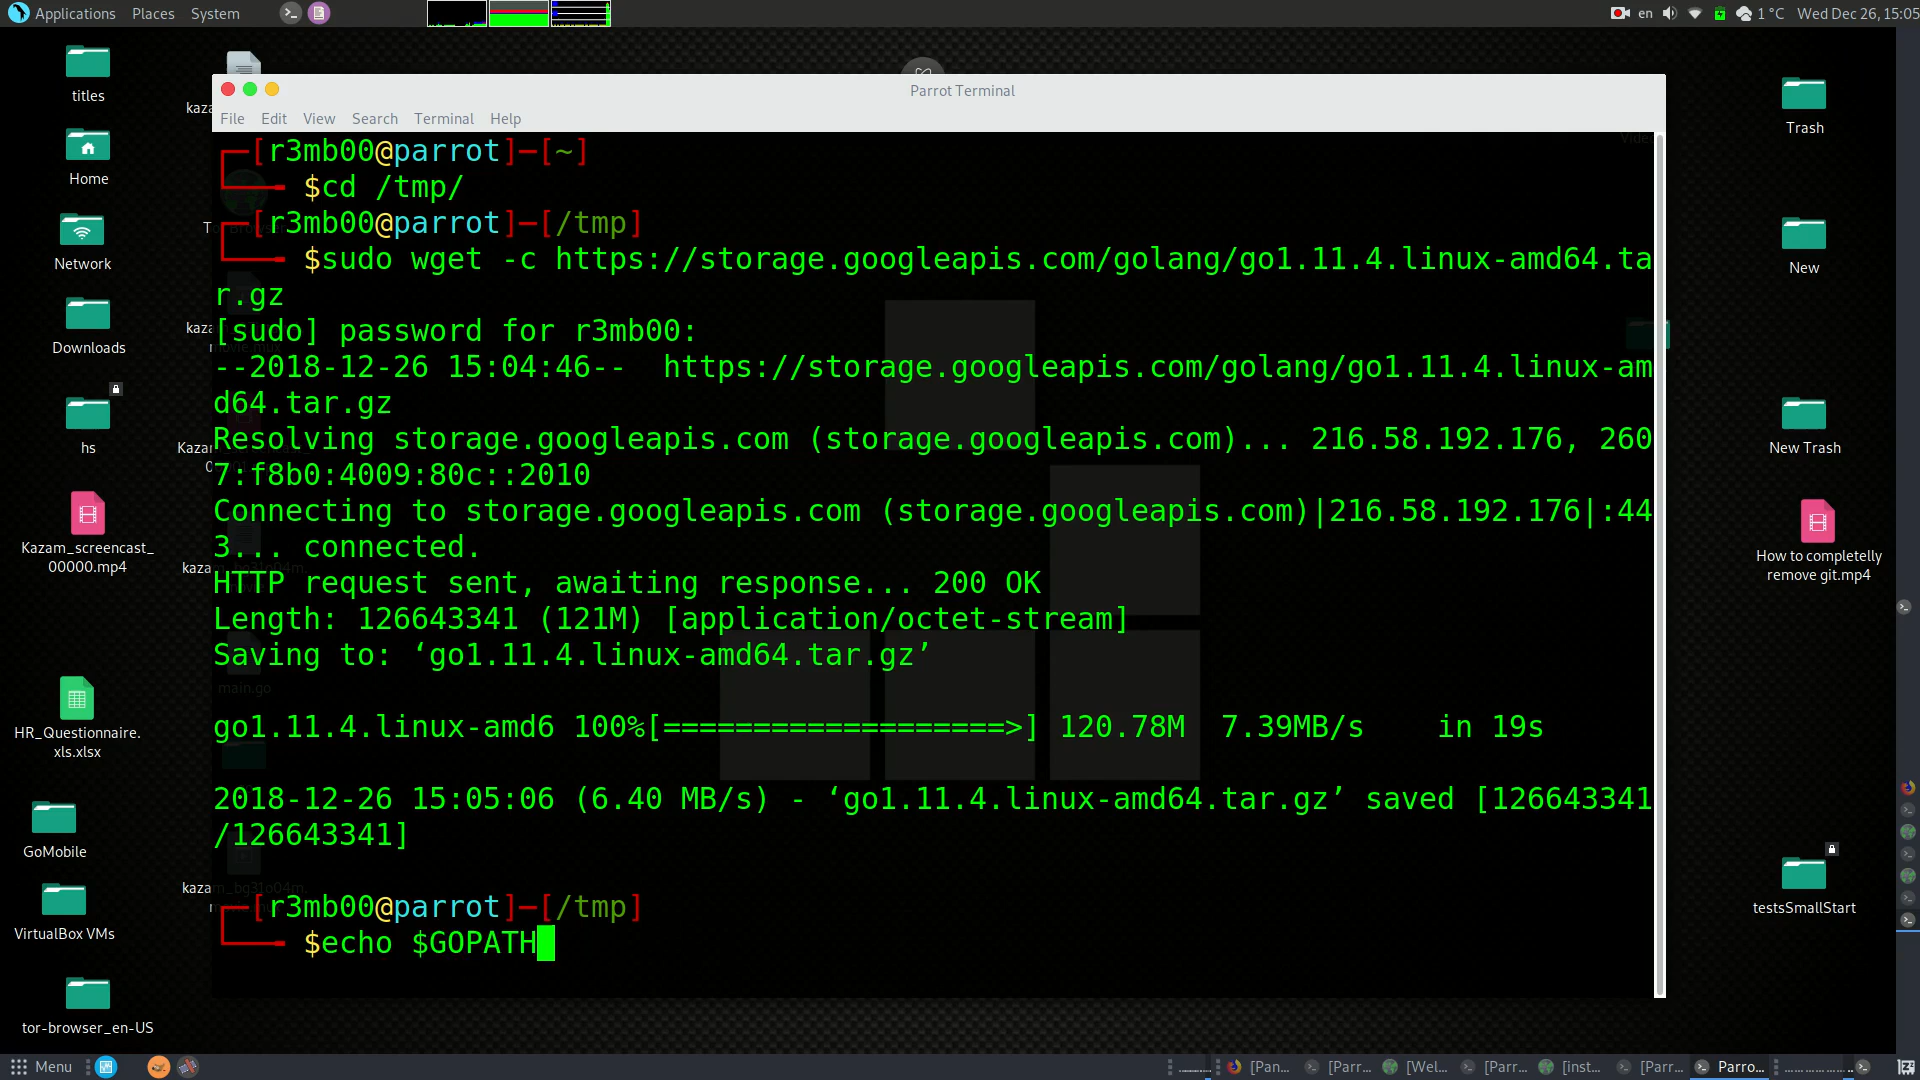 Applications Places System
en 1 °C Wed Dec 26, 15:05
Parrot Terminal
File Edit View Search Terminal Help
[r3mb00@parrot]─[~]
$cd /tmp/
[r3mb00@parrot]─[/tmp]
$sudo wget -c https://storage.googleapis.com/golang/go1.11.4.linux-amd64.ta
r.gz
[sudo] password for r3mb00:
--2018-12-26 15:04:46--  https://storage.googleapis.com/golang/go1.11.4.linux-am
d64.tar.gz
Resolving storage.googleapis.com (storage.googleapis.com)... 216.58.192.176, 260
7:f8b0:4009:80c::2010
Connecting to storage.googleapis.com (storage.googleapis.com)|216.58.192.176|:44
3... connected.
HTTP request sent, awaiting response... 200 OK
Length: 126643341 (121M) [application/octet-stream]
Saving to: ‘go1.11.4.linux-amd64.tar.gz’
go1.11.4.linux-amd6 100%[===================>] 120.78M  7.39MB/s    in 19s
2018-12-26 15:05:06 (6.40 MB/s) - ‘go1.11.4.linux-amd64.tar.gz’ saved [126643341
/126643341]
[r3mb00@parrot]─[/tmp]
$echo $GOPATH
titles
Home
Network
Downloads
hs
Kazam_screencast_
00000.mp4
HR_Questionnaire.
xls.xlsx
GoMobile
VirtualBox VMs
tor-browser_en-US
main.go
Trash
New
New Trash
How to completelly
remove git.mp4
testsSmallStart
Menu
[Pan... [Parr... [Wel... [Parr... [inst... [Parr... Parro...